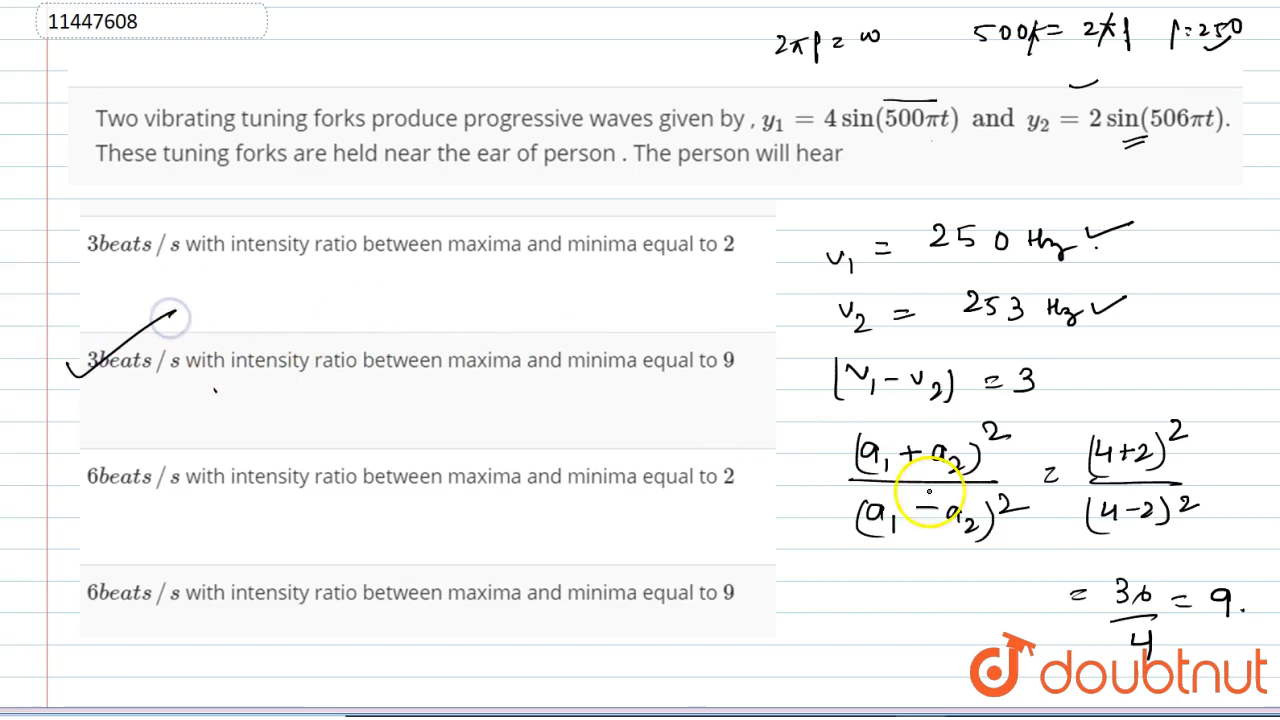 11447608
2πf = ω   500π = 2πf   f = 250
Two vibrating tuning forks produce progressive waves given by , y₁ = 4 sin(500πt) and y₂ = 2 sin(506πt).
These tuning forks are held near the ear of person . The person will hear
3beats/s with intensity ratio between maxima and minima equal to 2
3beats/s with intensity ratio between maxima and minima equal to 9
6beats/s with intensity ratio between maxima and minima equal to 2
6beats/s with intensity ratio between maxima and minima equal to 9
ν₁ = 250 Hz
ν₂ = 253 Hz
(ν₁ - ν₂) = 3
(a₁ + a₂)² / (a₁ - a₂)² = (4+2)² / (4-2)²
= 36/4 = 9.
doubtnut